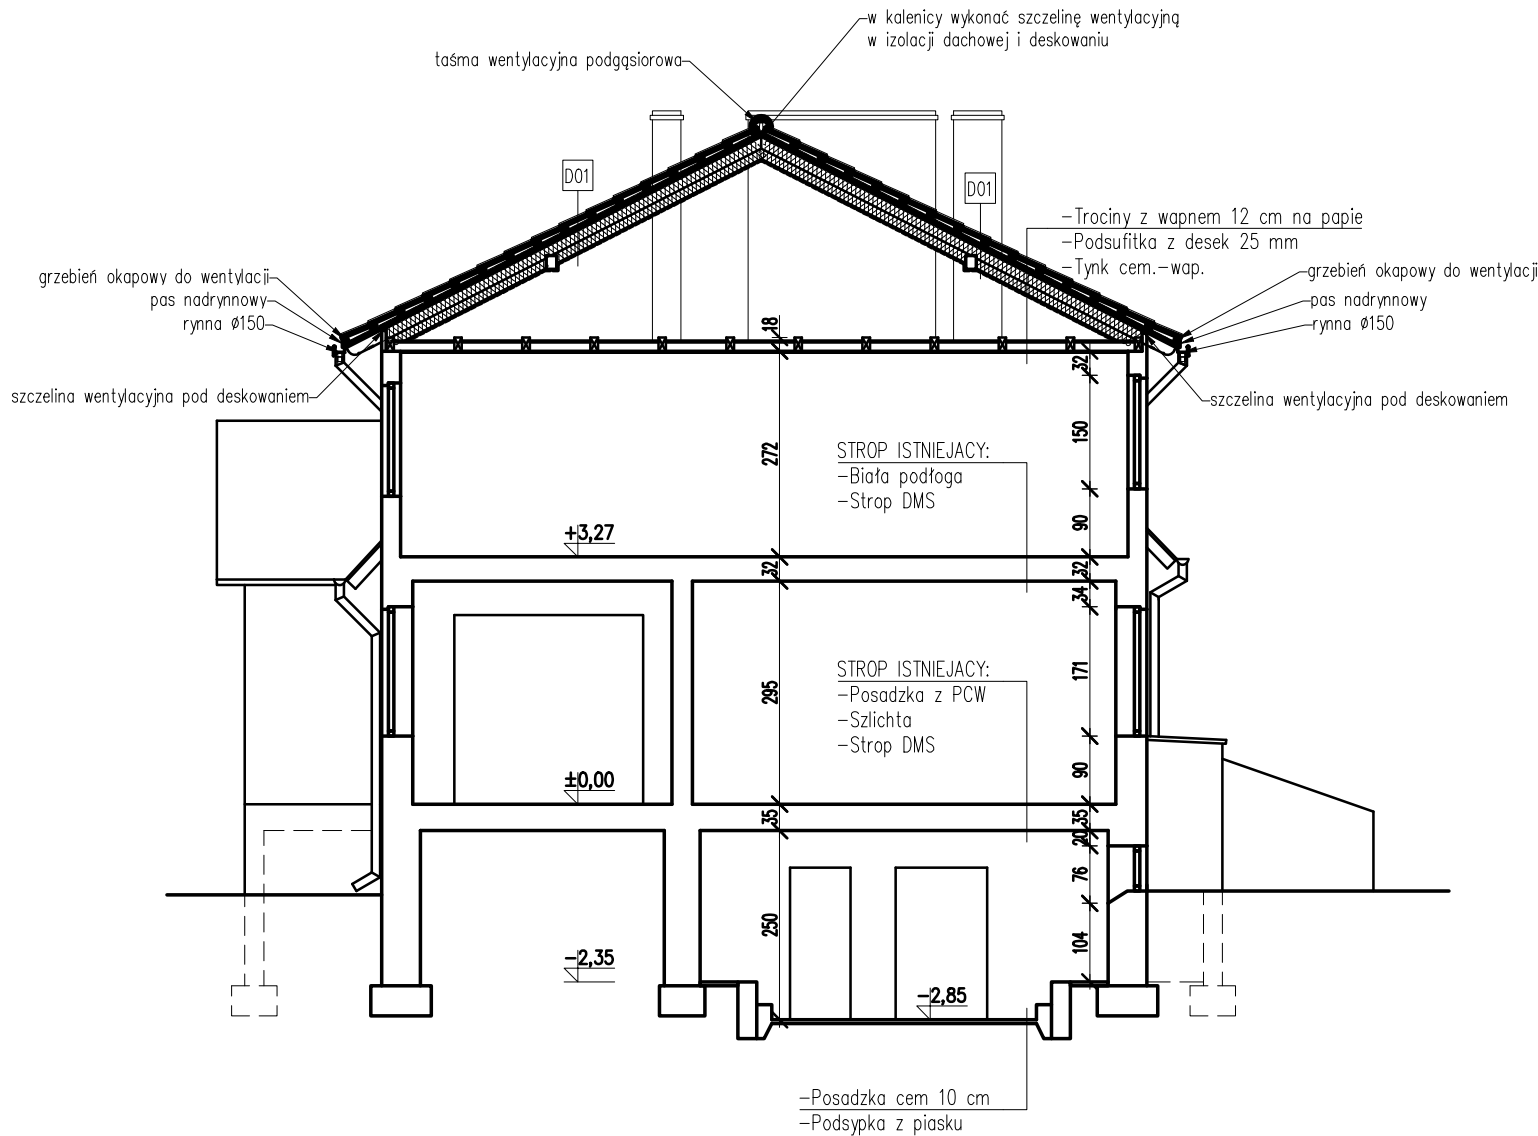 w kalenicy wykonać szczelinę wentylacyjną
w izolacji dachowej i deskowaniu
taśma wentylacyjna podgąsiorowa
D01
D01
-Trociny z wapnem 12 cm na papie
-Podsufitka z desek 25 mm
-Tynk cem.-wap.
grzebień okapowy do wentylacji
pas nadrynnowy
rynna ø150
grzebień okapowy do wentylacji
pas nadrynnowy
rynna ø150
18
32
szczelina wentylacyjna pod deskowaniem
szczelina wentylacyjna pod deskowaniem
272
150
STROP ISTNIEJACY:
-Biała podłoga
-Strop DMS
90
+3,27
32
32
34
STROP ISTNIEJACY:
-Posadzka z PCW
-Szlichta
-Strop DMS
295
171
90
±0,00
35
35
20
76
250
104
-2,35
-2,85
-Posadzka cem 10 cm
-Podsypka z piasku